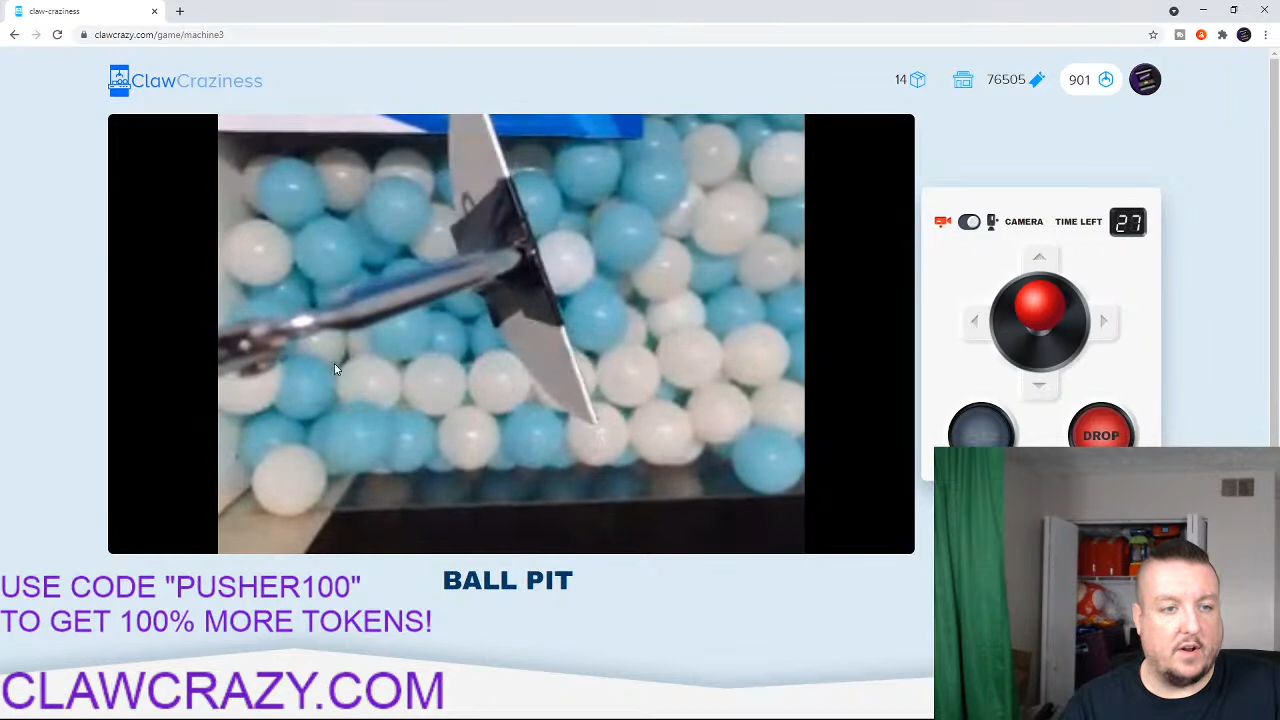 claw-craziness
clawcrazy.com/game/machine3
ClawCraziness
14
76505
901
CAMERA
TIME LEFT
27
DROP
BALL PIT
USE CODE "PUSHER100"
TO GET 100% MORE TOKENS!
CLAWCRAZY.COM